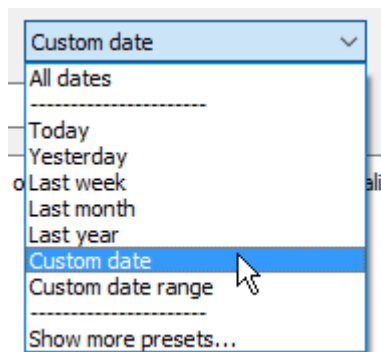 Custom date
All dates
----------------------
Today
Yesterday
Last week
Last month
Last year
Custom date
Custom date range
----------------------
Show more presets...